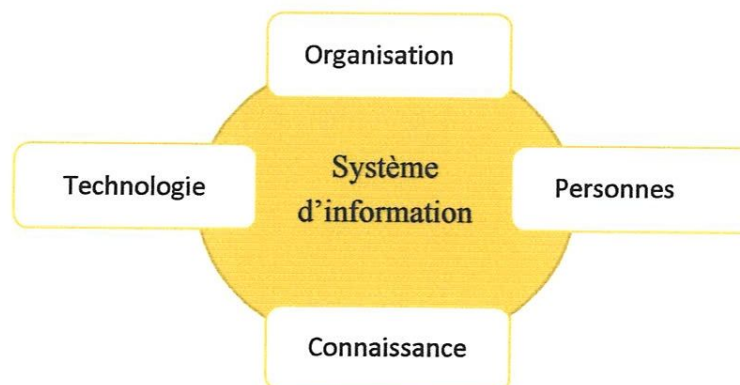 Organisation
Technologie
Système
d'information
Personnes
Connaissance